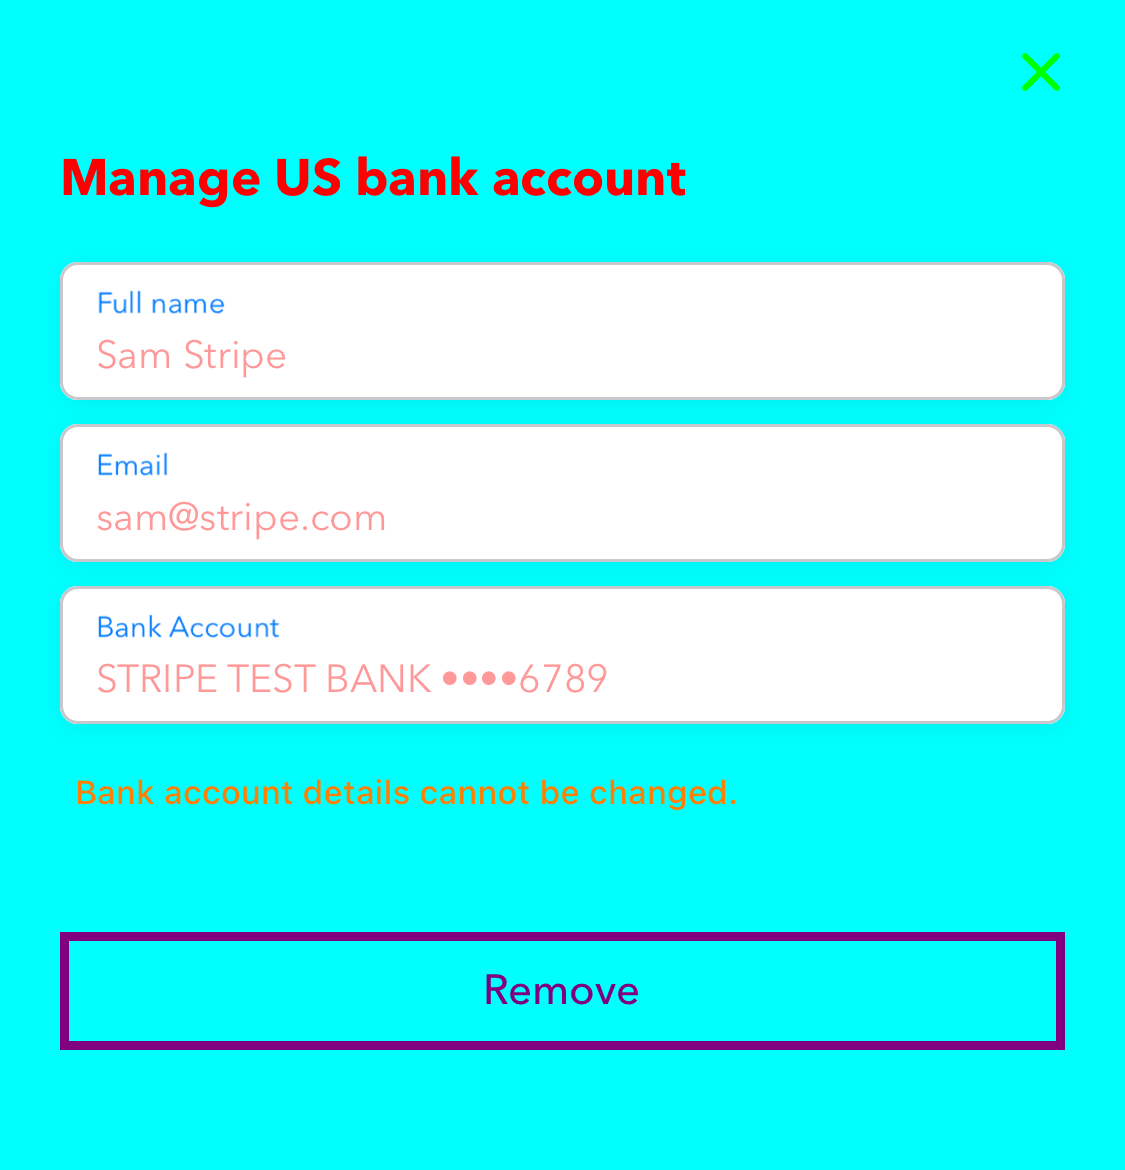 Manage US bank account
Full name
Sam Stripe
Email
sam@stripe.com
Bank Account
STRIPE TEST BANK ••••6789
Bank account details cannot be changed.
Remove